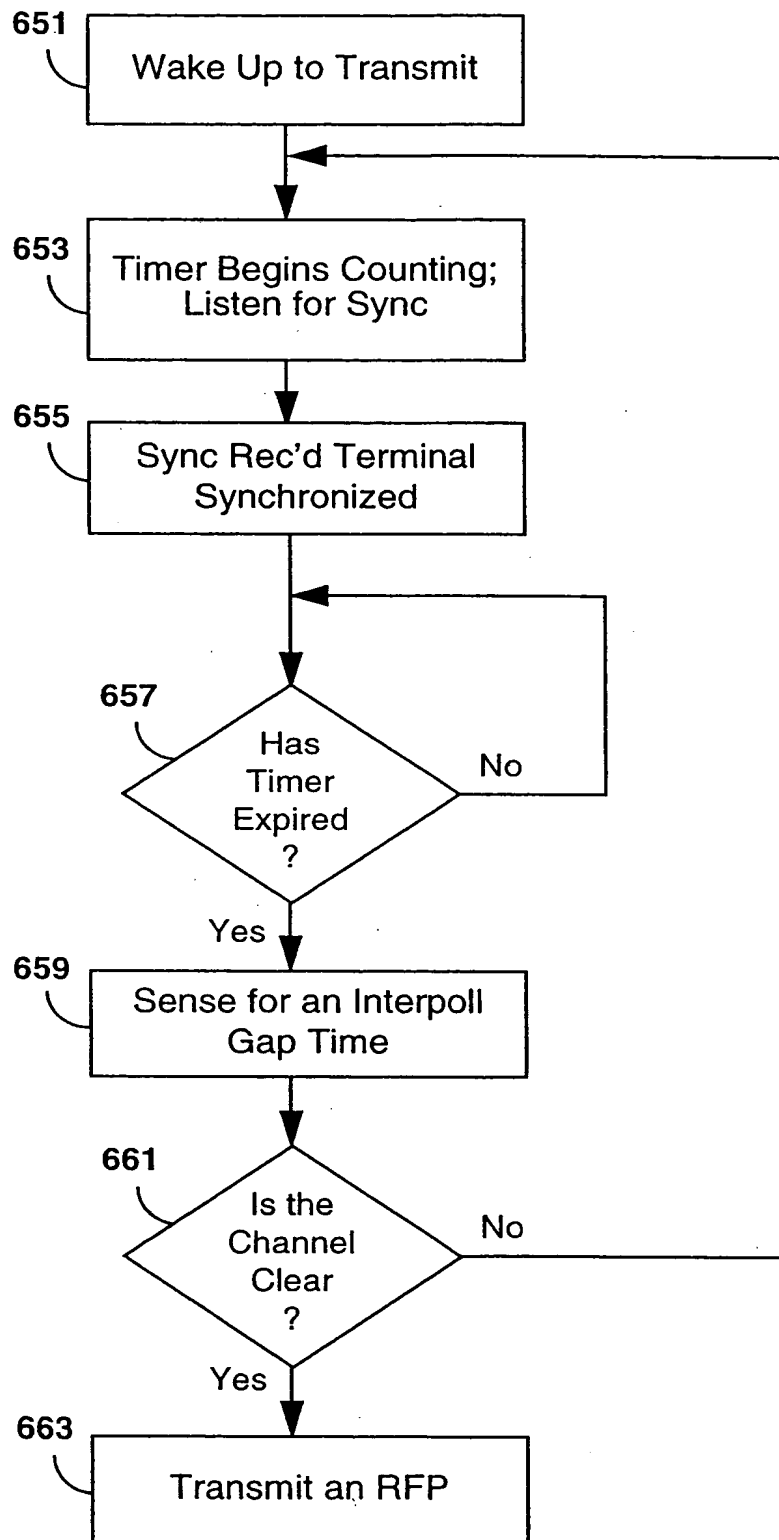 651
Wake Up to Transmit
653
Timer Begins Counting;
Listen for Sync
655
Sync Rec'd Terminal
Synchronized
657
Has
Timer
Expired
?
No
Yes
659
Sense for an Interpoll
Gap Time
661
Is the
Channel
Clear
?
No
Yes
663
Transmit an RFP